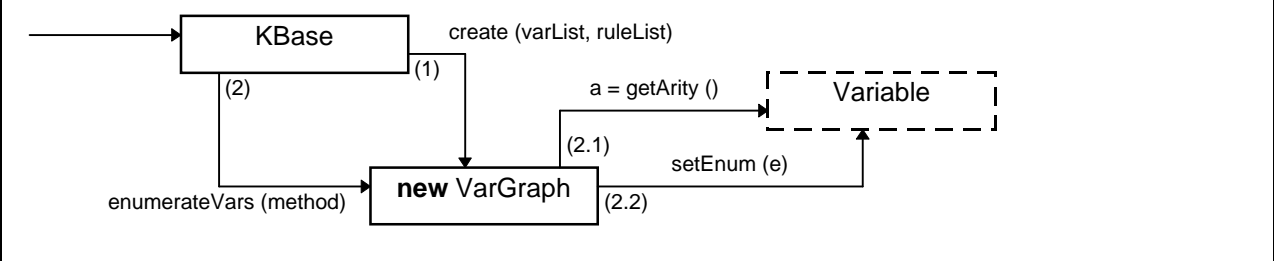 KBase
create (varList, ruleList)
(1)
(2)
a = getArity ()
Variable
(2.1)
setEnum (e)
new VarGraph
enumerateVars (method)
(2.2)